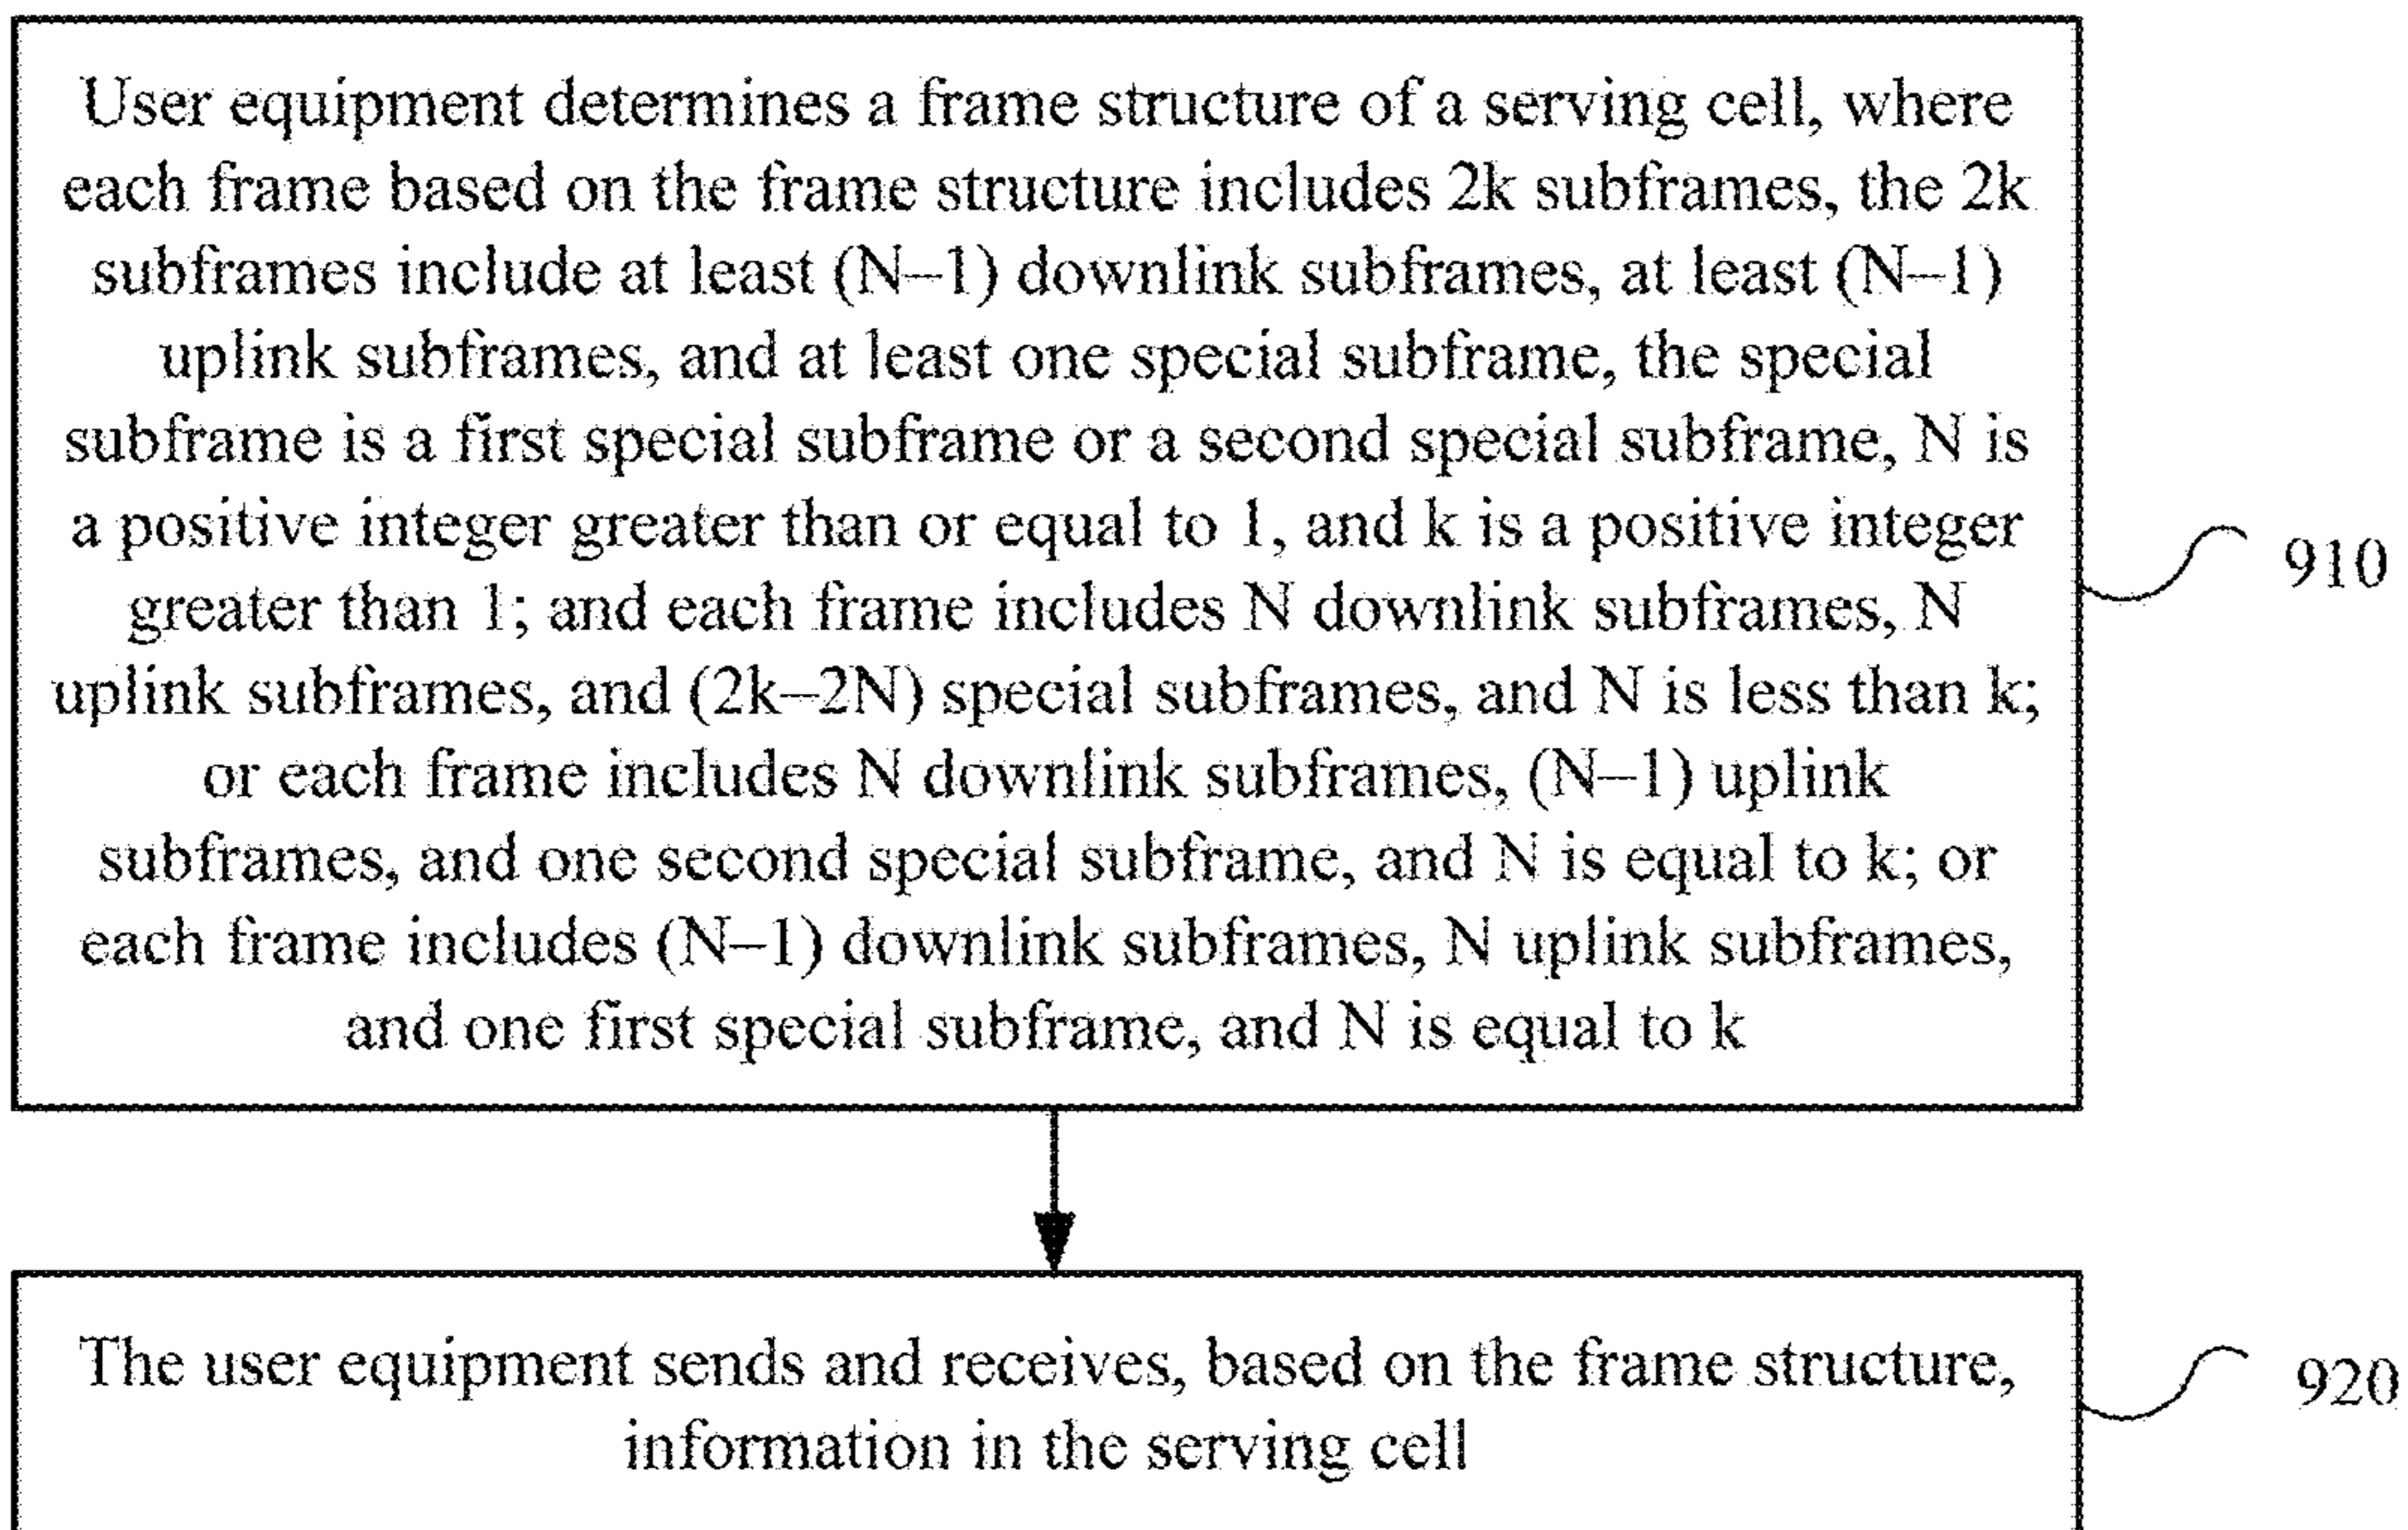 User equipment determines a frame structure of a serving cell, where
each frame based on the frame structure includes 2k subframes, the 2k
subframes include at least (N–1) downlink subframes, at least (N–1)
uplink subframes, and at least one special subframe, the special
subframe is a first special subframe or a second special subframe, N is
a positive integer greater than or equal to 1, and k is a positive integer
greater than 1; and each frame includes N downlink subframes, N
uplink subframes, and (2k–2N) special subframes, and N is less than k;
or each frame includes N downlink subframes, (N–1) uplink
subframes, and one second special subframe, and N is equal to k; or
each frame includes (N–1) downlink subframes, N uplink subframes,
and one first special subframe, and N is equal to k
910
The user equipment sends and receives, based on the frame structure,
information in the serving cell
920